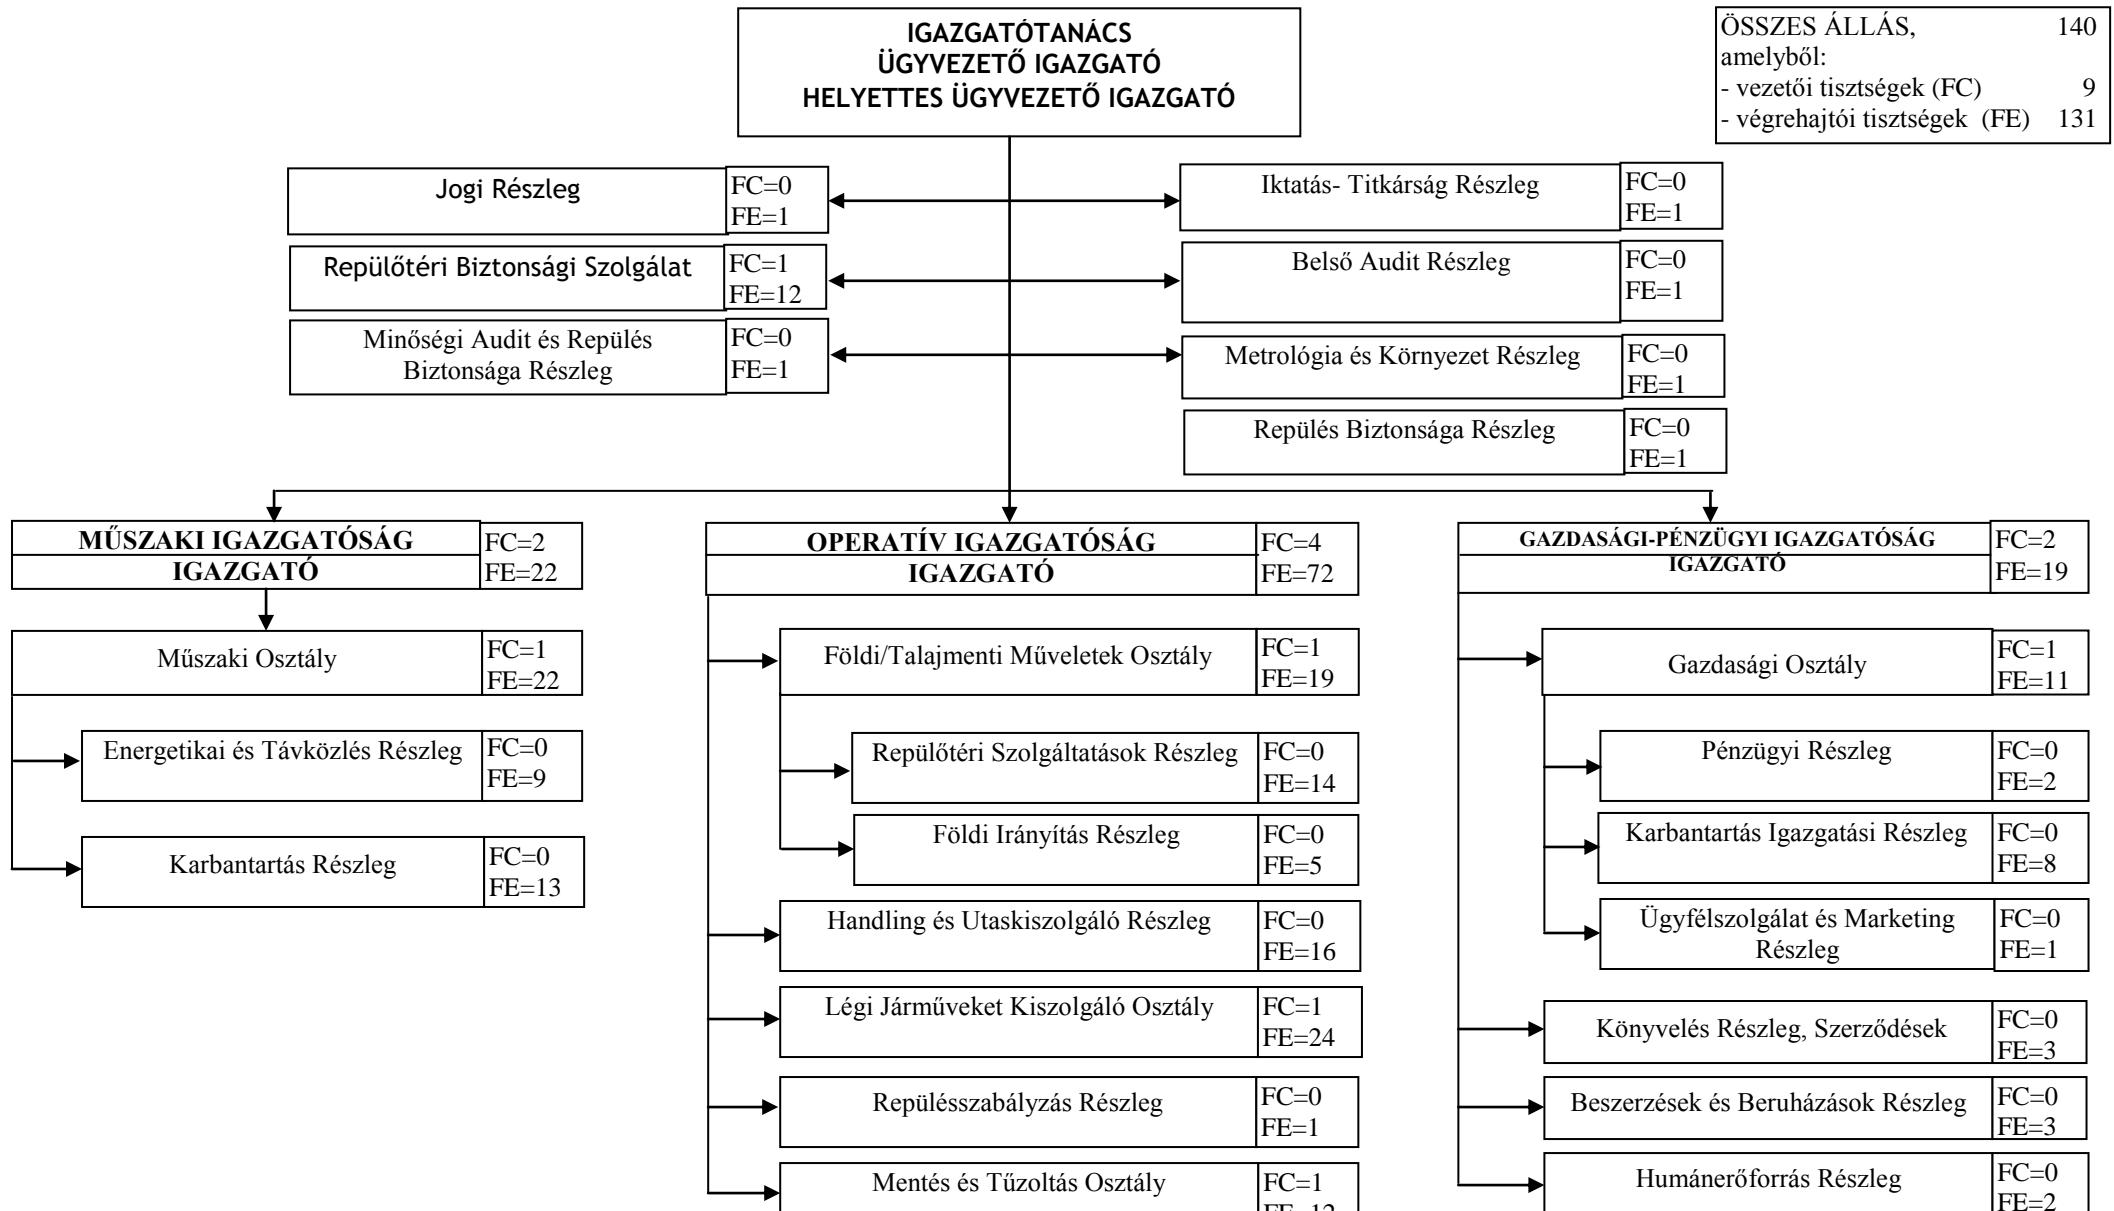 IGAZGATÓTANÁCS
ÜGYVEZETŐ IGAZGATÓ
HELYETTES ÜGYVEZETŐ IGAZGATÓ
ÖSSZES ÁLLÁS, 140
amelyből:
- vezetői tisztségek (FC) 9
- végrehajtói tisztségek (FE) 131
Jogi Részleg
FC=0
FE=1
Iktatás- Titkárság Részleg
FC=0
FE=1
Repülőtéri Biztonsági Szolgálat
FC=1
FE=12
Belső Audit Részleg
FC=0
FE=1
Minőségi Audit és Repülés
Biztonsága Részleg
FC=0
FE=1
Metrológia és Környezet Részleg
FC=0
FE=1
Repülés Biztonsága Részleg
FC=0
FE=1
MŰSZAKI IGAZGATÓSÁG
IGAZGATÓ
FC=2
FE=22
Műszaki Osztály
FC=1
FE=22
Energetikai és Távközlés Részleg
FC=0
FE=9
Karbantartás Részleg
FC=0
FE=13
OPERATÍV IGAZGATÓSÁG
IGAZGATÓ
FC=4
FE=72
Földi/Talajmenti Műveletek Osztály
FC=1
FE=19
Repülőtéri Szolgáltatások Részleg
FC=0
FE=14
Földi Irányítás Részleg
FC=0
FE=5
Handling és Utaskiszolgáló Részleg
FC=0
FE=16
Légi Járműveket Kiszolgáló Osztály
FC=1
FE=24
Repülésszabályzás Részleg
FC=0
FE=1
Mentés és Tűzoltás Osztály
FC=1
FE=12
GAZDASÁGI-PÉNZÜGYI IGAZGATÓSÁG
IGAZGATÓ
FC=2
FE=19
Gazdasági Osztály
FC=1
FE=11
Pénzügyi Részleg
FC=0
FE=2
Karbantartás Igazgatási Részleg
FC=0
FE=8
Ügyfélszolgálat és Marketing
Részleg
FC=0
FE=1
Könyvelés Részleg, Szerződések
FC=0
FE=3
Beszerzések és Beruházások Részleg
FC=0
FE=3
Humánerőforrás Részleg
FC=0
FE=2